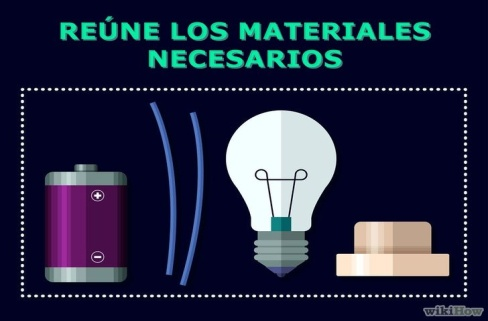 REÚNE LOS MATERIALES
NECESARIOS
+
−
wikiHow